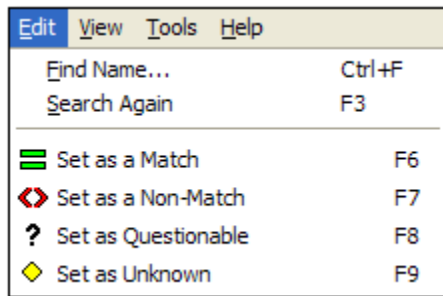 Edit View Tools Help
Find Name... Ctrl+F
Search Again F3
Set as a Match F6
Set as a Non-Match F7
? Set as Questionable F8
Set as Unknown F9